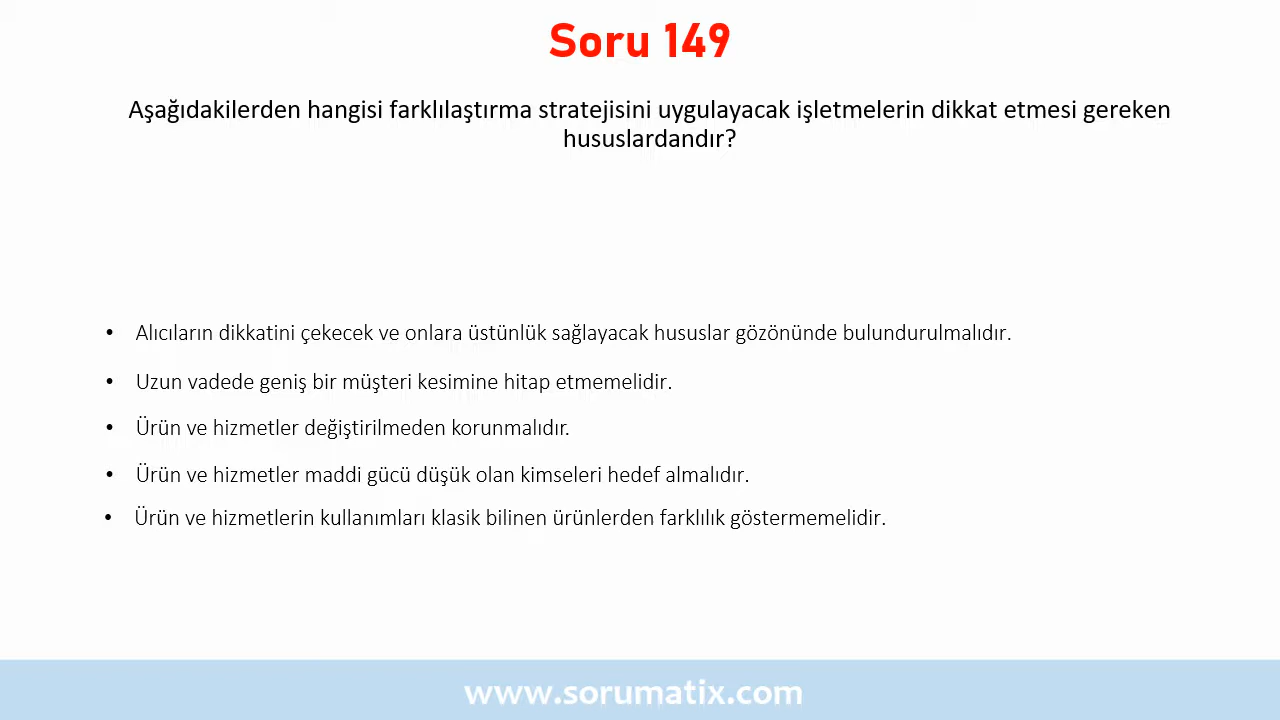 Soru 149
Aşağıdakilerden hangisi farklılaştırma stratejisini uygulayacak işletmelerin dikkat etmesi gereken
hususlardandır?
• Alıcıların dikkatini çekecek ve onlara üstünlük sağlayacak hususlar gözönünde bulundurulmalıdır.
• Uzun vadede geniş bir müşteri kesimine hitap etmemelidir.
• Ürün ve hizmetler değiştirilmeden korunmalıdır.
• Ürün ve hizmetler maddi gücü düşük olan kimseleri hedef almalıdır.
• Ürün ve hizmetlerin kullanımları klasik bilinen ürünlerden farklılık göstermemelidir.
www.sorumatix.com